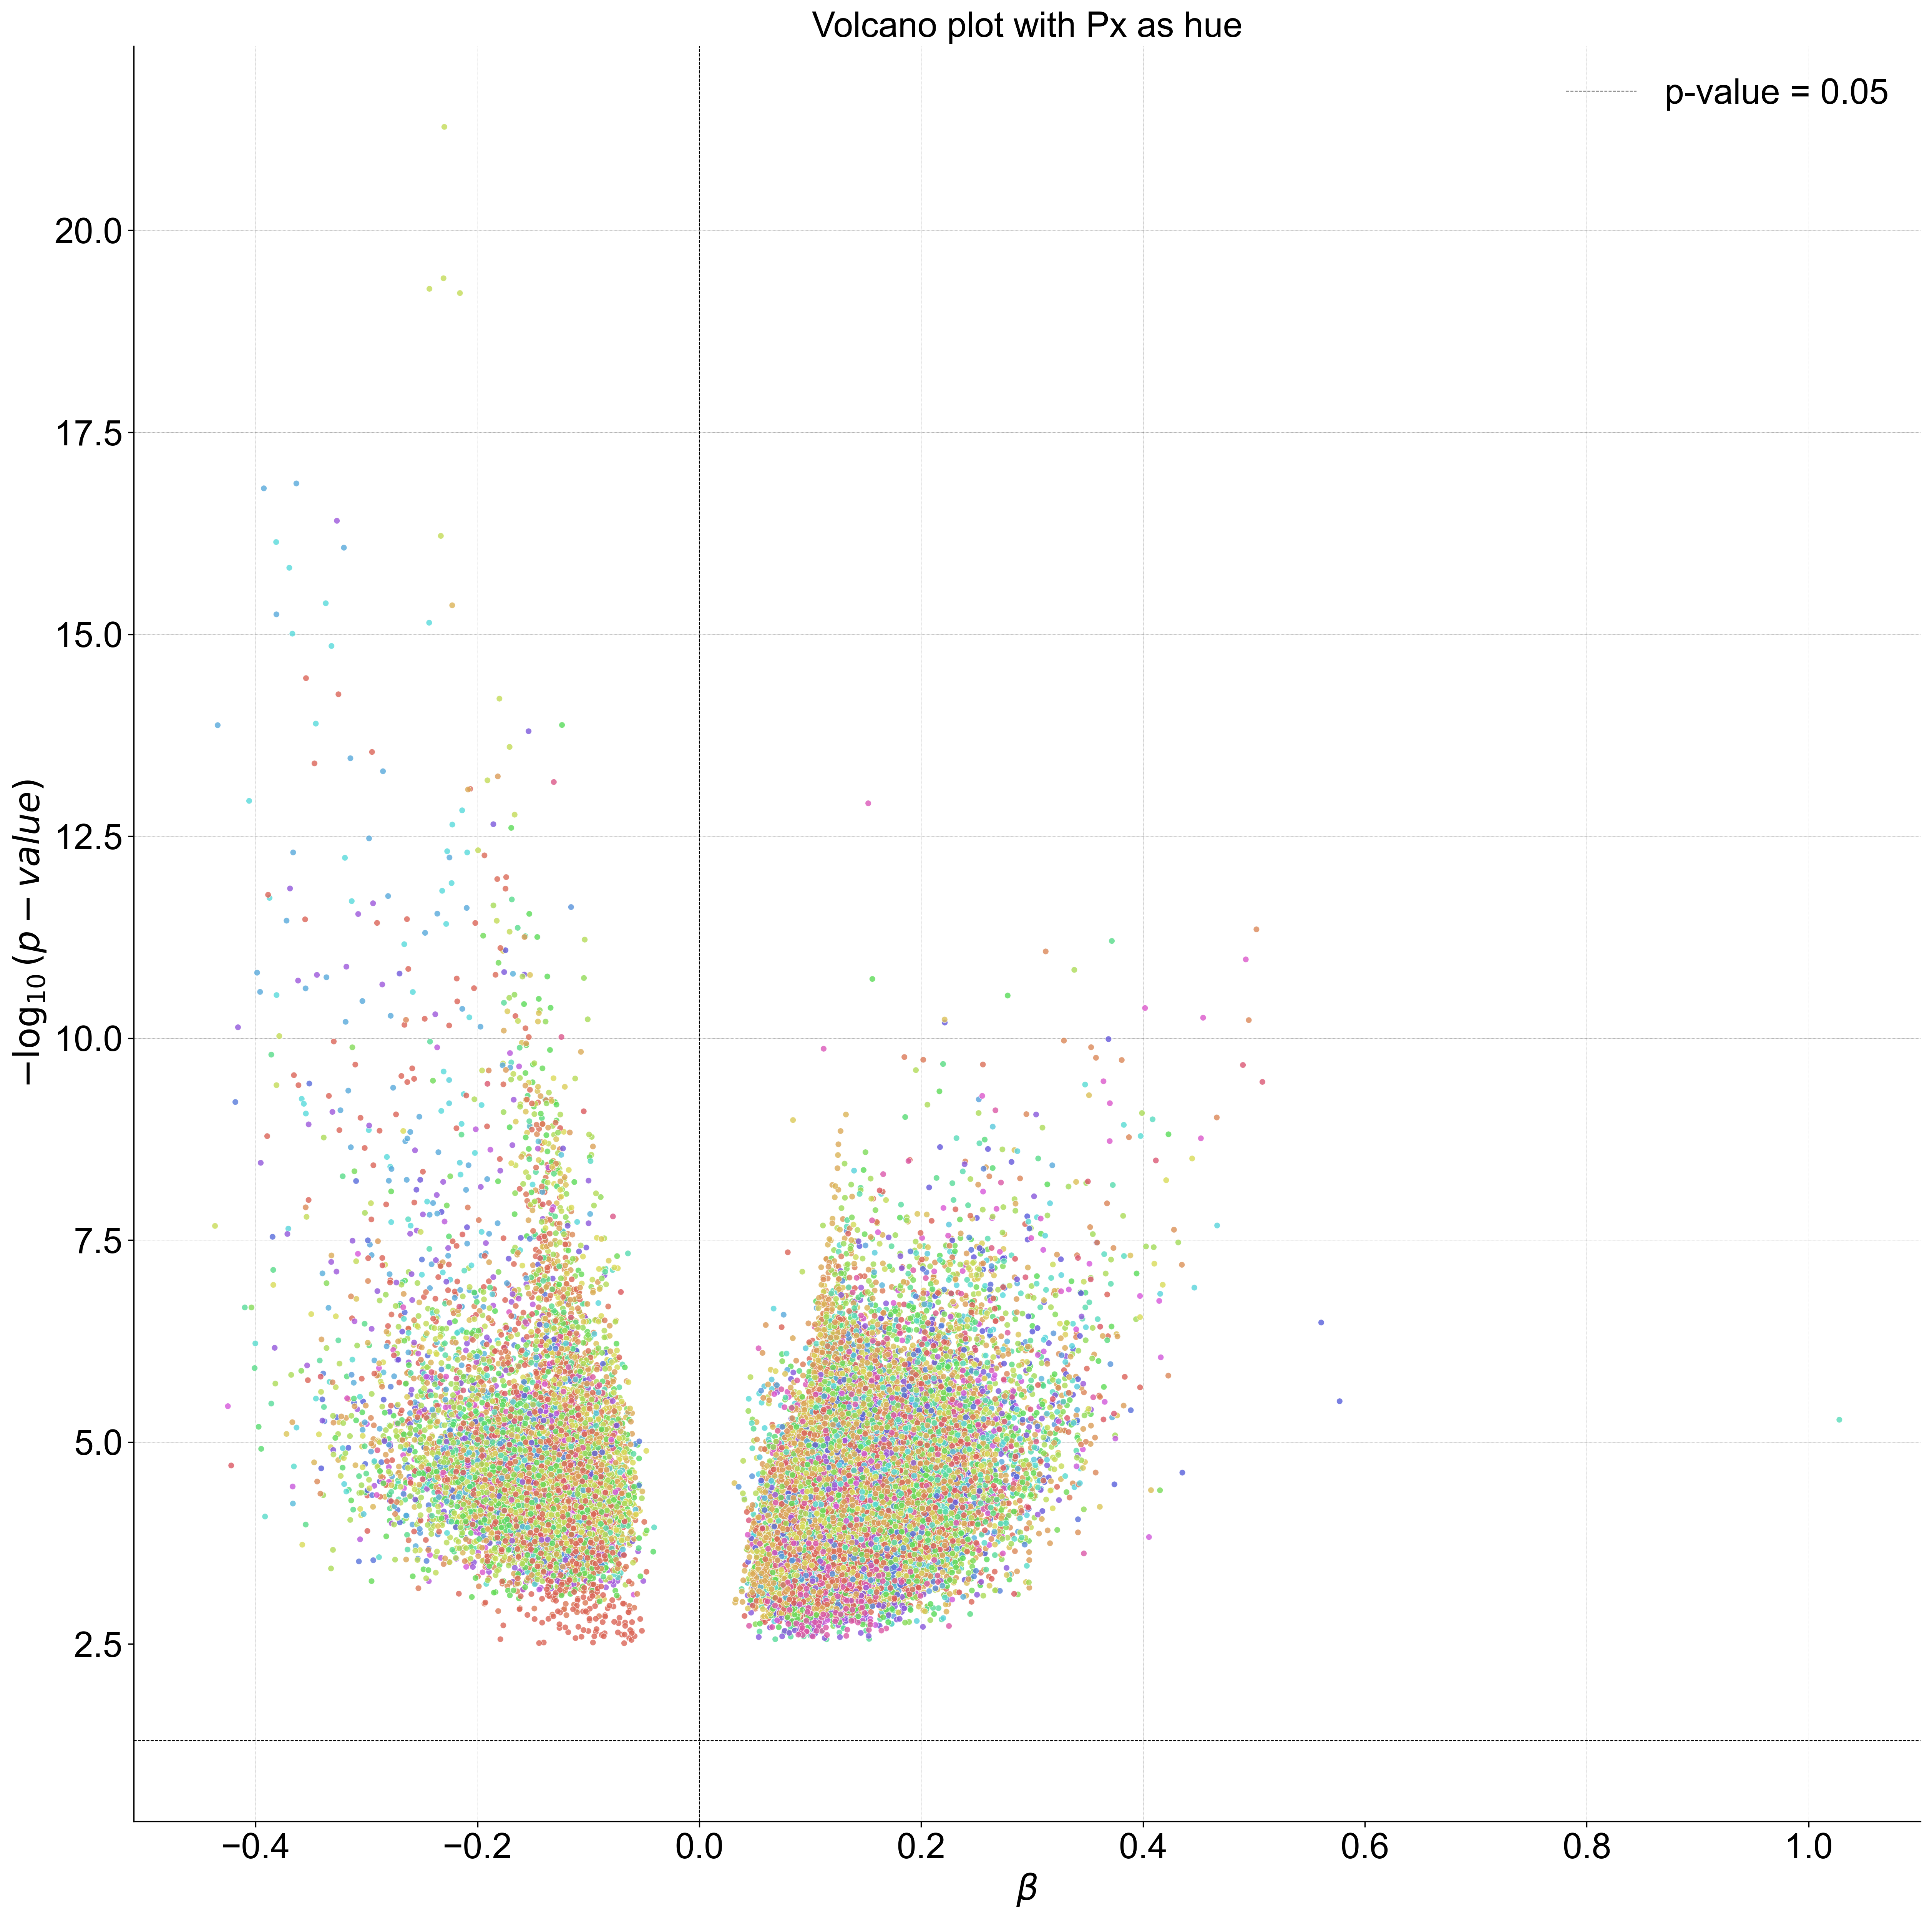 Volcano plot with Px as hue
p-value = 0.05
−log₁₀(p − value)
20.0
17.5
15.0
12.5
10.0
7.5
5.0
2.5
−0.4 −0.2 0.0 0.2 0.4 0.6 0.8 1.0
β